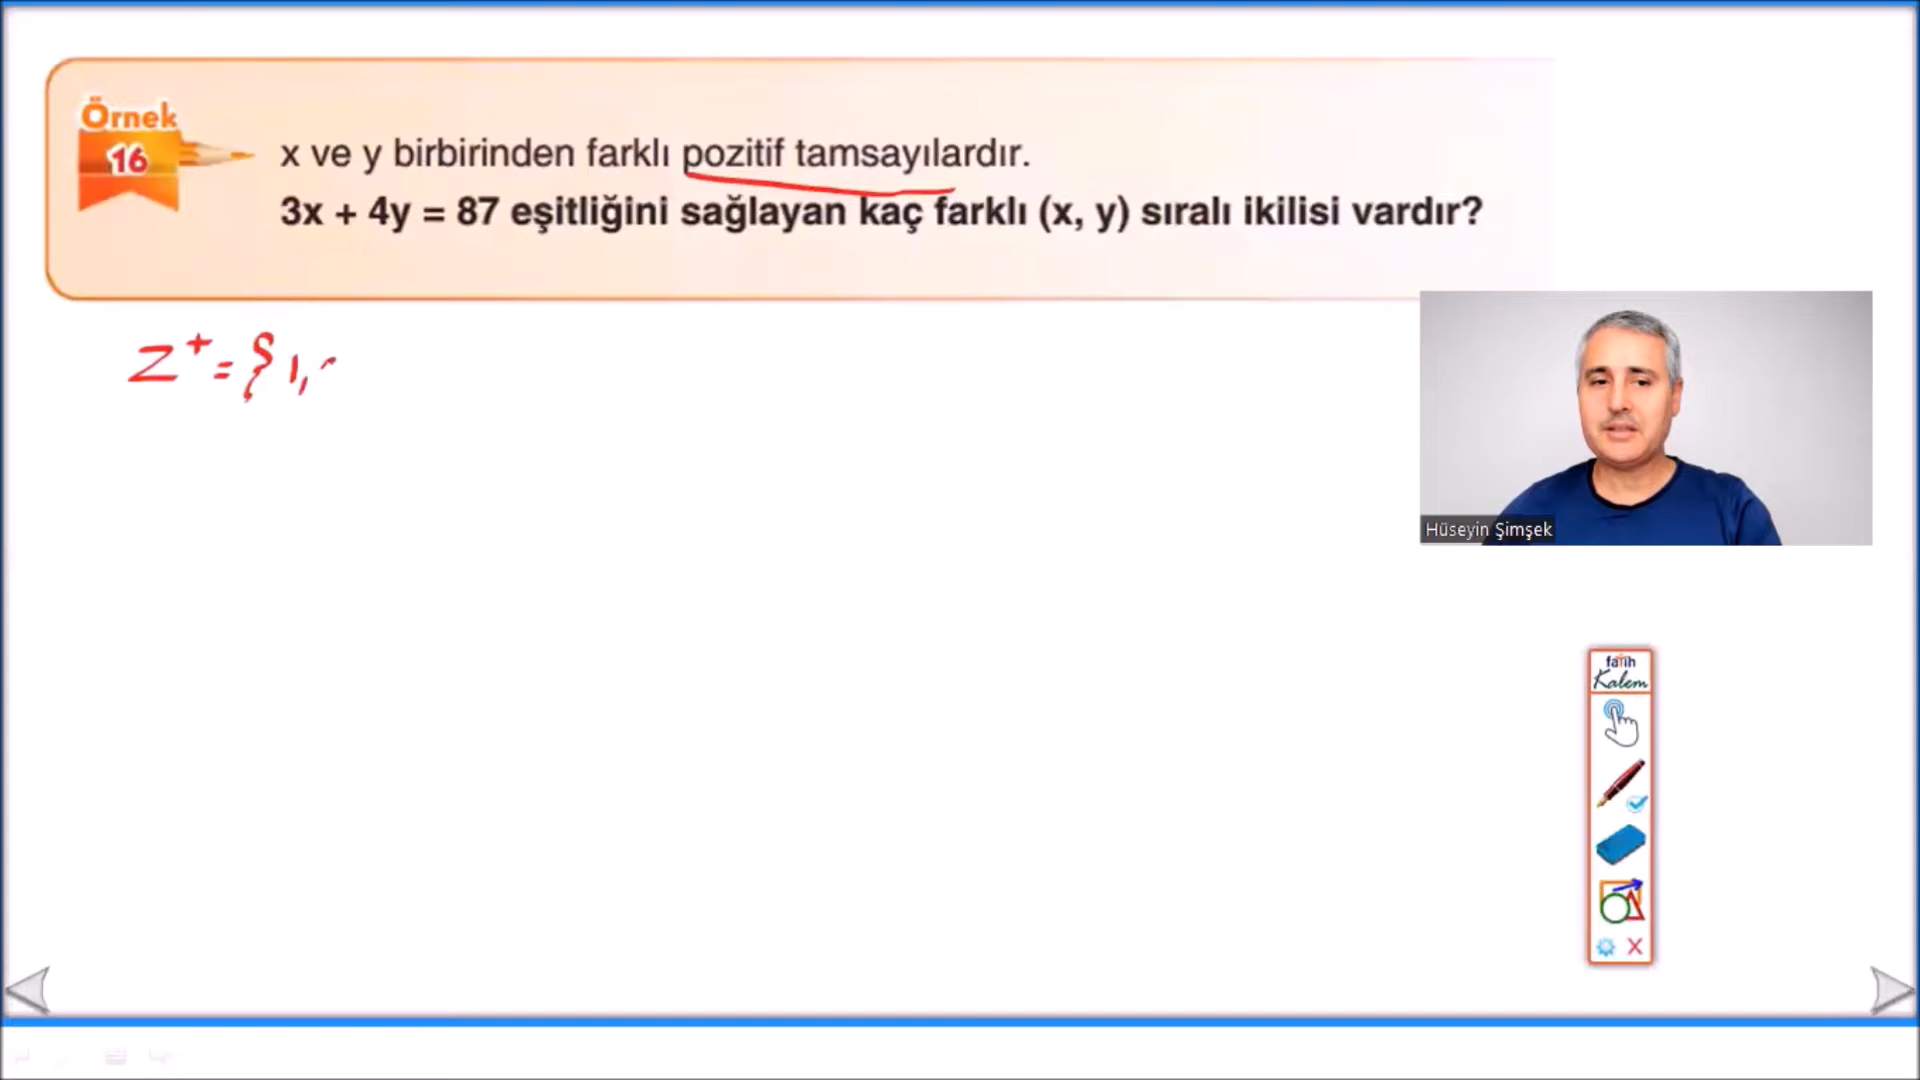 Örnek
16
x ve y birbirinden farklı pozitif tamsayılardır.
3x + 4y = 87 eşitliğini sağlayan kaç farklı (x, y) sıralı ikilisi vardır?
Z⁺ = { 1,
Hüseyin Şimşek
fatih
Kalem